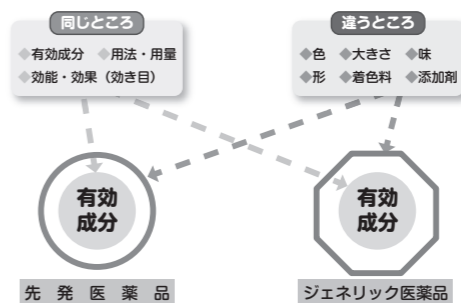 同じところ
◆有効成分 ◆用法・用量
◆効能・効果（効き目）
違うところ
◆色 ◆大きさ ◆味
◆形 ◆着色料 ◆添加剤
有効
成分
有効
成分
先発医薬品
ジェネリック医薬品